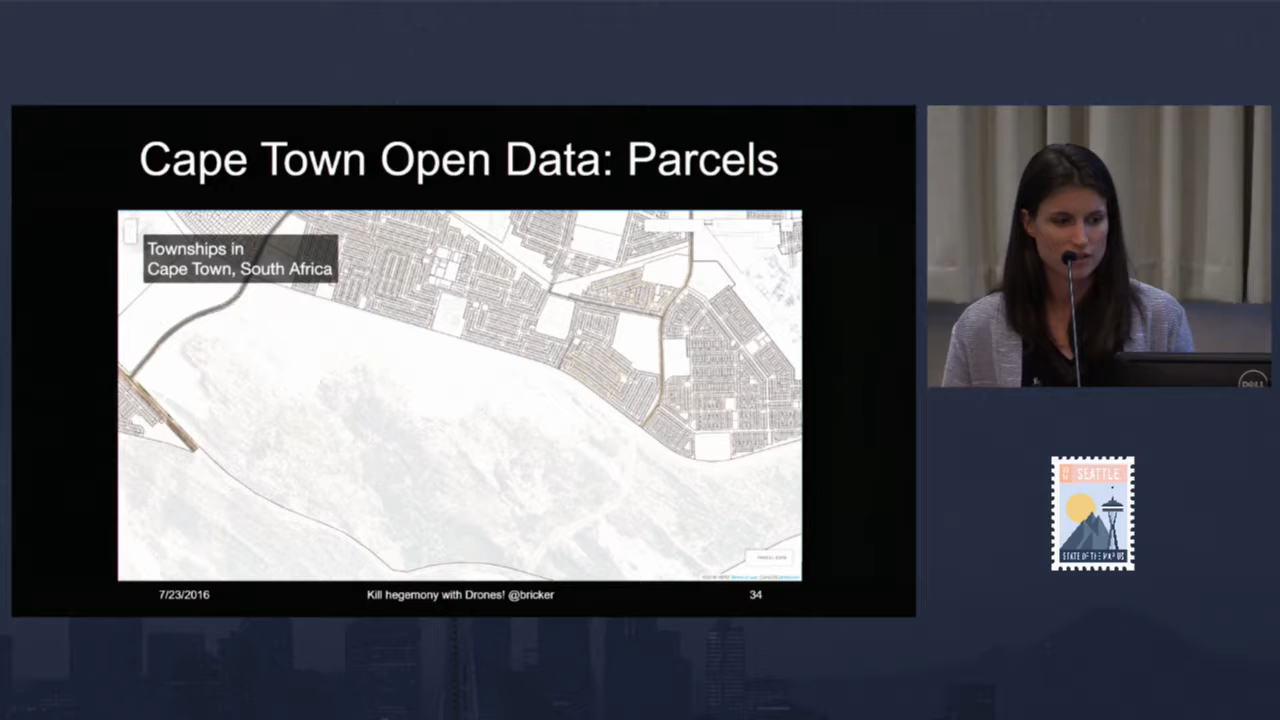 Cape Town Open Data: Parcels
Townships in
Cape Town, South Africa
7/23/2016
Kill hegemony with Drones! @bricker
34
DELL
SEATTLE
STATE OF THE MAP US